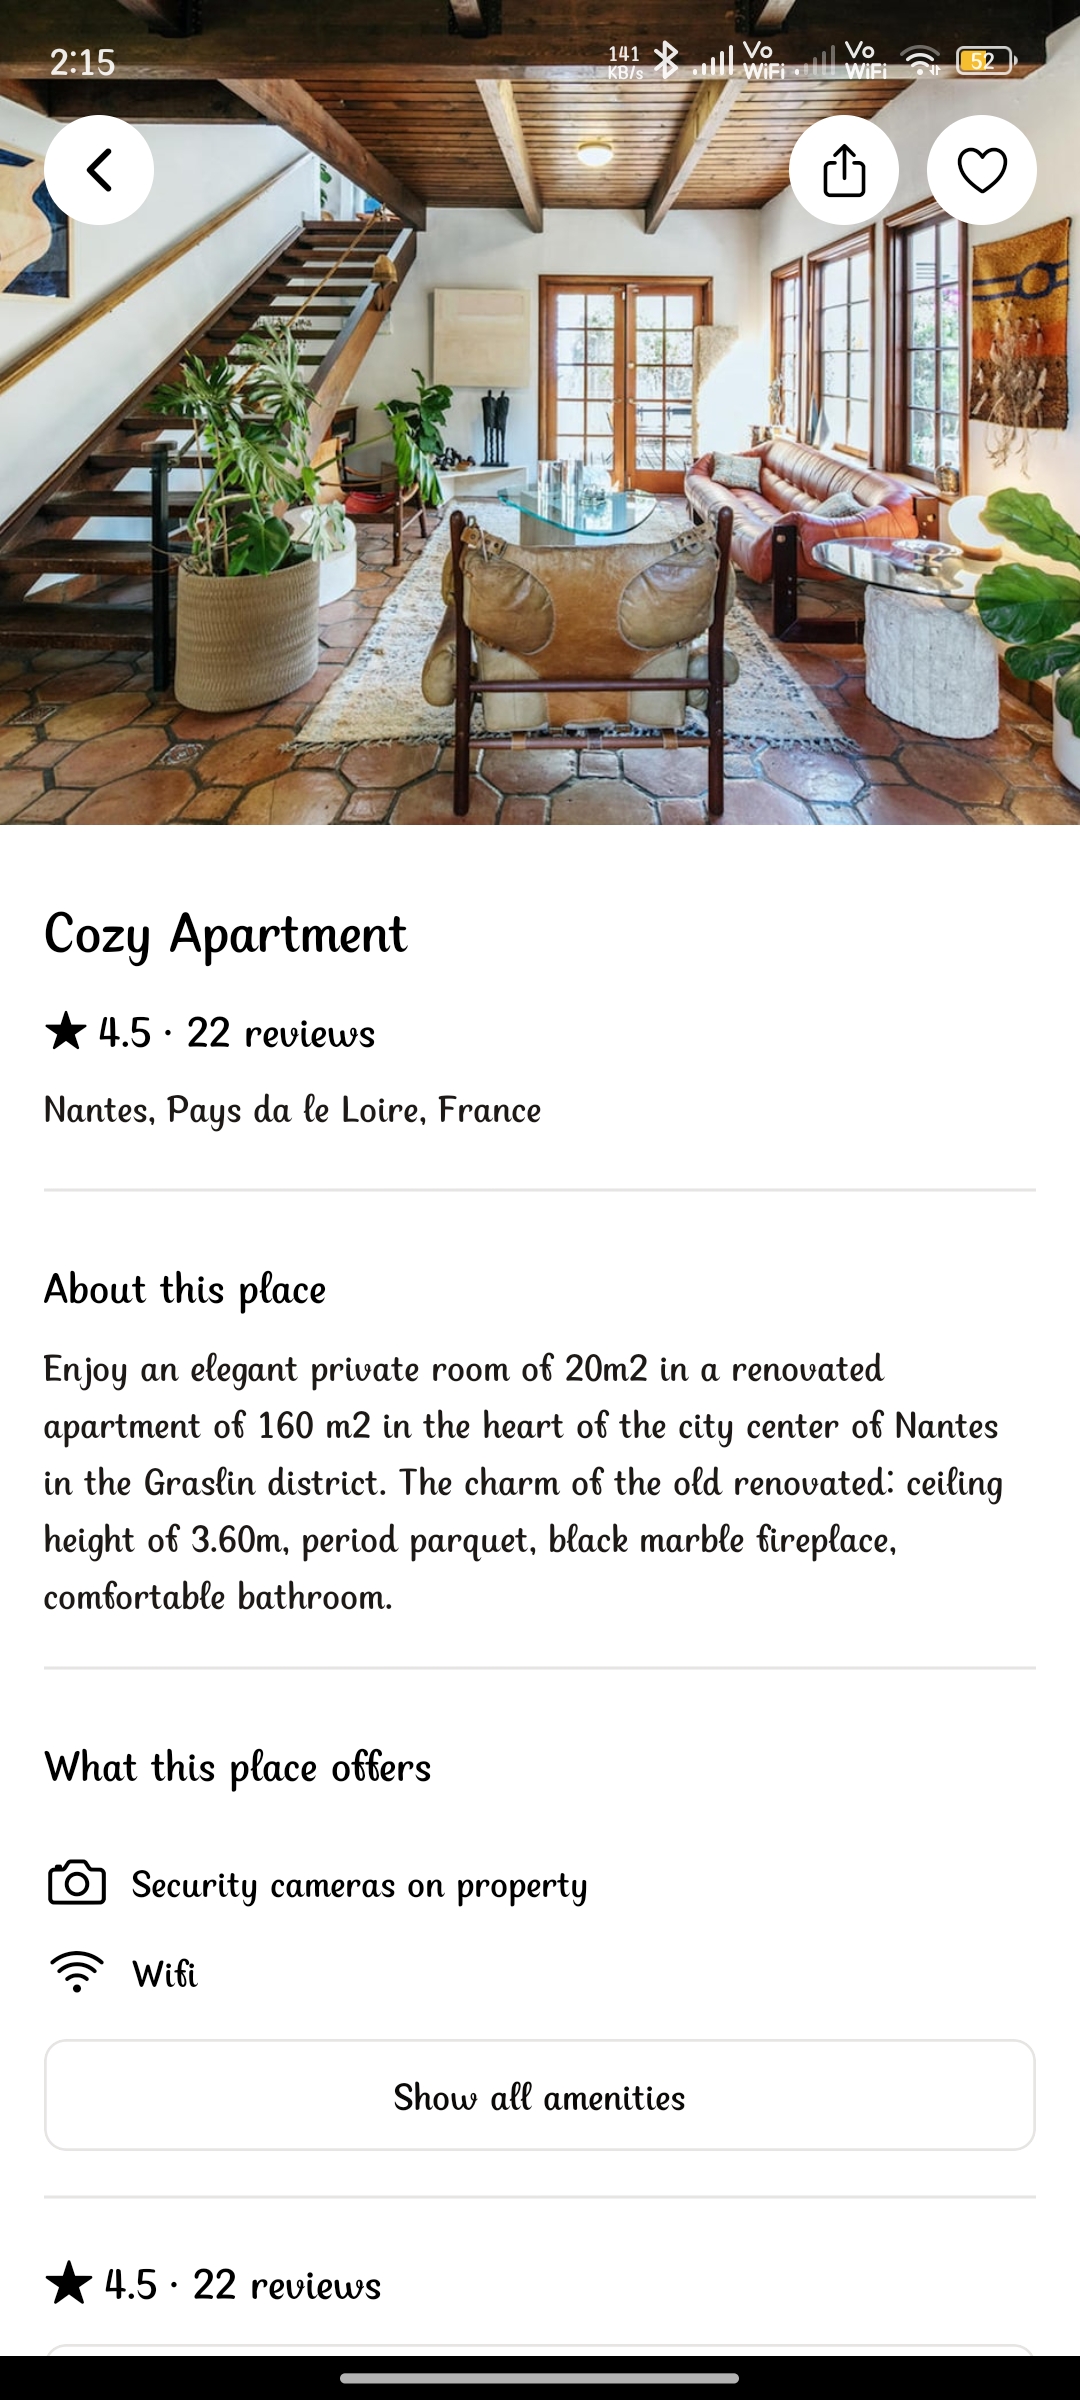 2:15
141
KB/s
Vo
WiFi
Vo
WiFi
52
Cozy Apartment
4.5 · 22 reviews
Nantes, Pays da le Loire, France
About this place
Enjoy an elegant private room of 20m2 in a renovated
apartment of 160 m2 in the heart of the city center of Nantes
in the Graslin district. The charm of the old renovated: ceiling
height of 3.60m, period parquet, black marble fireplace,
comfortable bathroom.
What this place offers
Security cameras on property
Wifi
Show all amenities
4.5 · 22 reviews